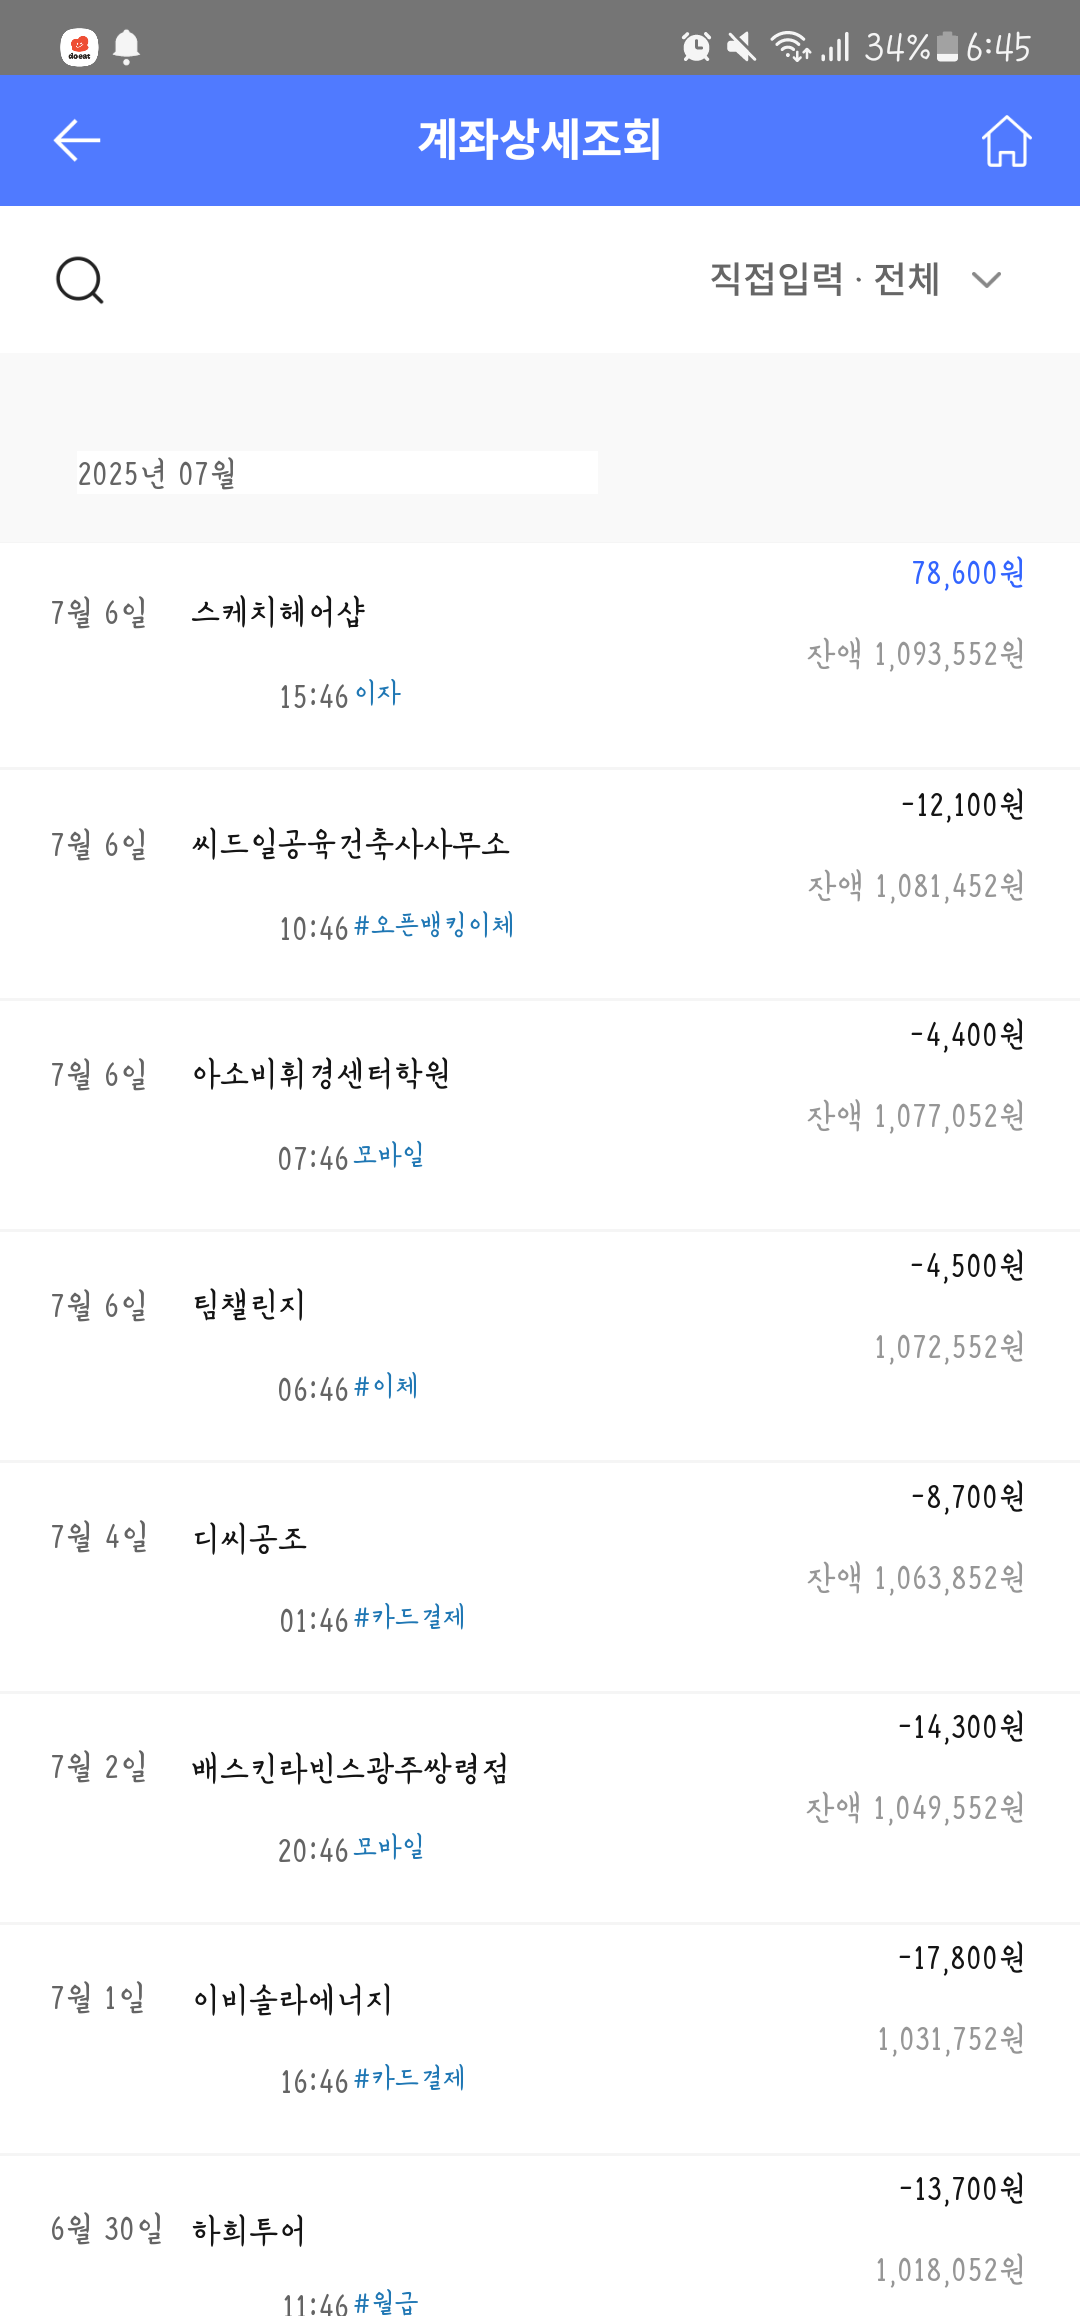 doeat 34% 6:45
계좌상세조회
직접입력 · 전체
2025년 07월
78,600원
7월 6일 스케치헤어샵
잔액 1,093,552원
15:46 이자
-12,100원
7월 6일 씨드일공육건축사사무소
잔액 1,081,452원
10:46 #오픈뱅킹이체
-4,400원
7월 6일 아소비휘경센터학원
잔액 1,077,052원
07:46 모바일
-4,500원
7월 6일 팀챌린지
1,072,552원
06:46 #이체
-8,700원
7월 4일 디씨공조
잔액 1,063,852원
01:46 #카드결제
-14,300원
7월 2일 배스킨라빈스광주쌍령점
잔액 1,049,552원
20:46 모바일
-17,800원
7월 1일 이비솔라에너지
1,031,752원
16:46 #카드결제
-13,700원
6월 30일 하희투어
1,018,052원
11:46 #월급